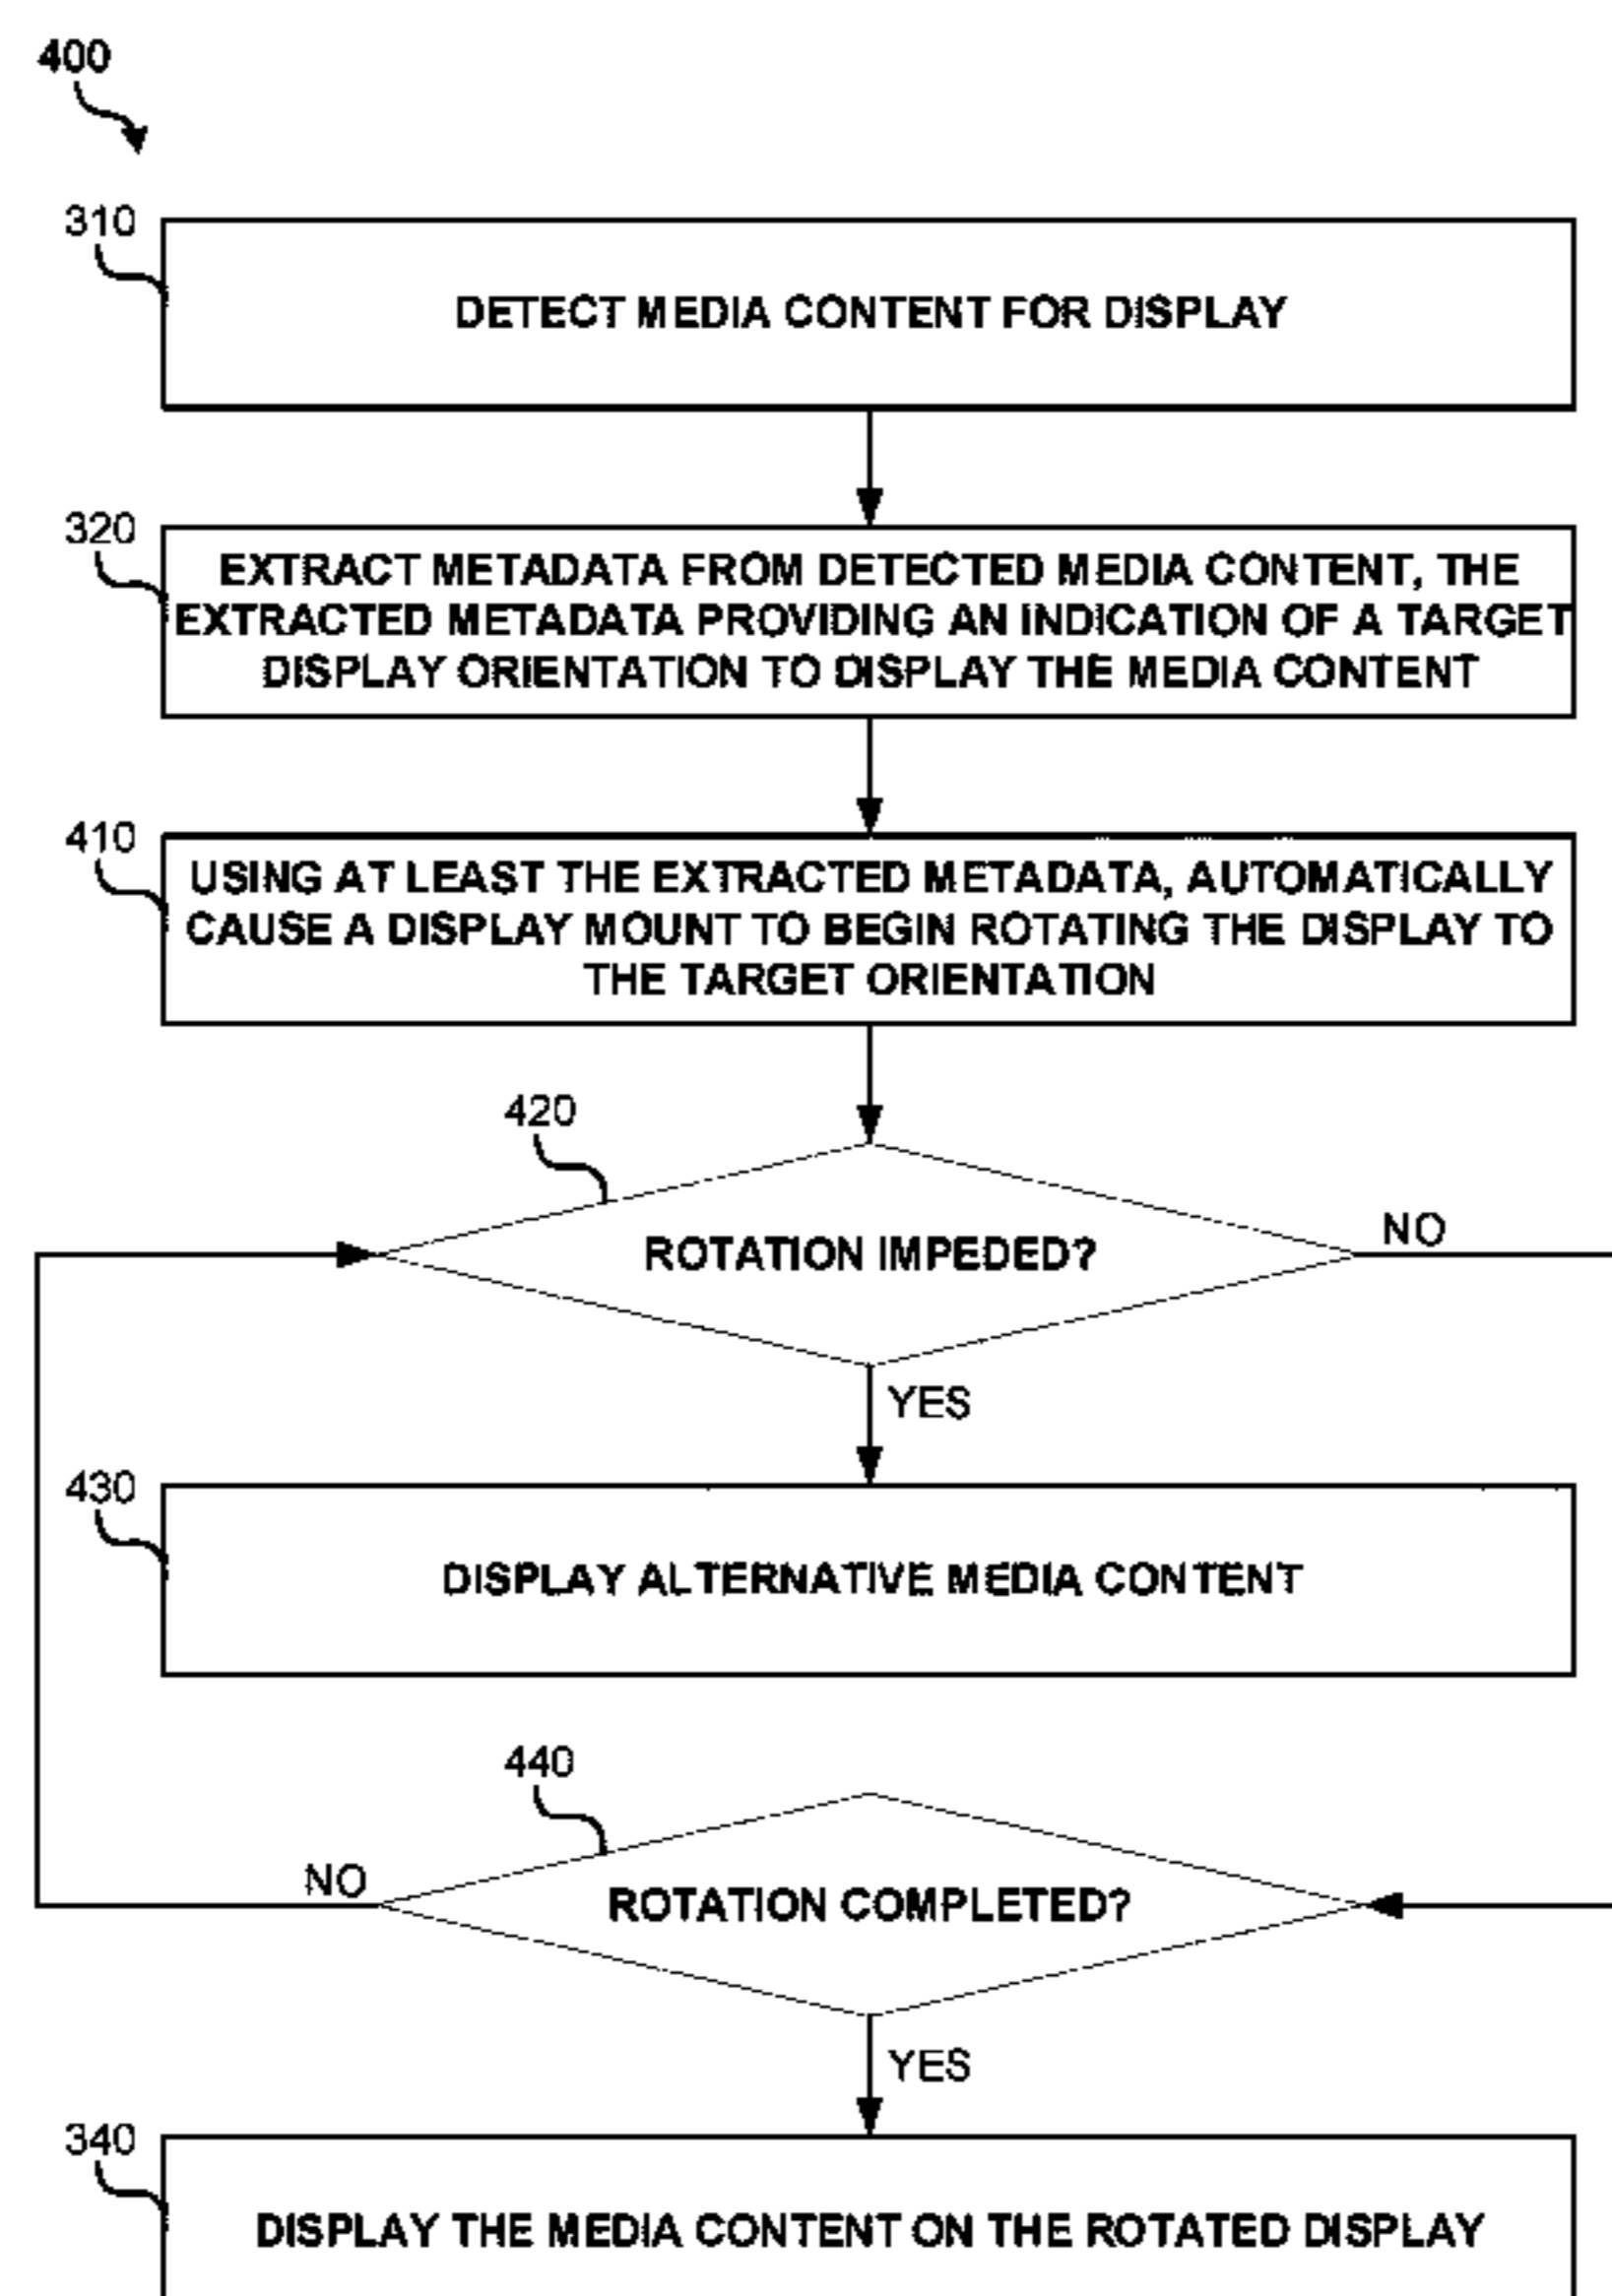 400
310
DETECT MEDIA CONTENT FOR DISPLAY
320
EXTRACT METADATA FROM DETECTED MEDIA CONTENT, THE
EXTRACTED METADATA PROVIDING AN INDICATION OF A TARGET
DISPLAY ORIENTATION TO DISPLAY THE MEDIA CONTENT
410
USING AT LEAST THE EXTRACTED METADATA, AUTOMATICALLY
CAUSE A DISPLAY MOUNT TO BEGIN ROTATING THE DISPLAY TO
THE TARGET ORIENTATION
420
ROTATION IMPEDED?
NO
YES
430
DISPLAY ALTERNATIVE MEDIA CONTENT
440
NO
ROTATION COMPLETED?
YES
340
DISPLAY THE MEDIA CONTENT ON THE ROTATED DISPLAY